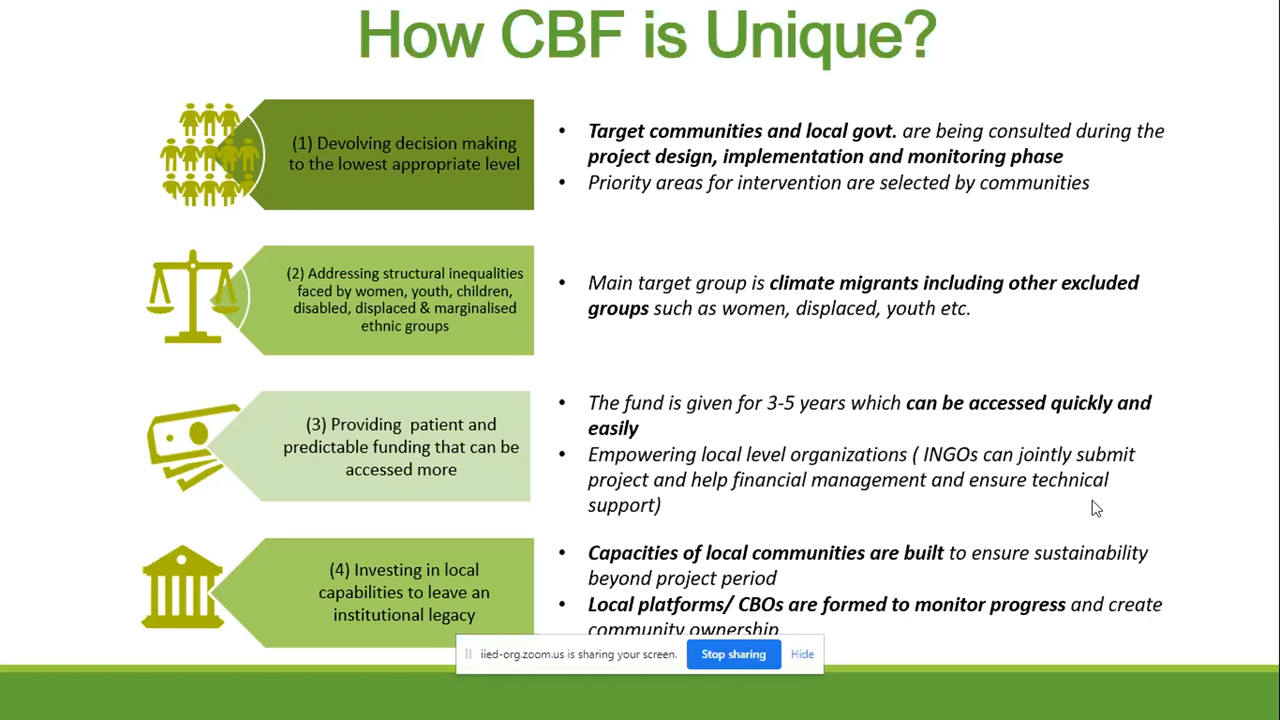 How CBF is Unique?
(1) Devolving decision making
to the lowest appropriate level
• Target communities and local govt. are being consulted during the
project design, implementation and monitoring phase
• Priority areas for intervention are selected by communities
(2) Addressing structural inequalities
faced by women, youth, children,
disabled, displaced & marginalised
ethnic groups
• Main target group is climate migrants including other excluded
groups such as women, displaced, youth etc.
(3) Providing patient and
predictable funding that can be
accessed more
• The fund is given for 3-5 years which can be accessed quickly and
easily
• Empowering local level organizations ( INGOs can jointly submit
project and help financial management and ensure technical
support)
(4) Investing in local
capabilities to leave an
institutional legacy
• Capacities of local communities are built to ensure sustainability
beyond project period
• Local platforms/ CBOs are formed to monitor progress and create
community ownership
iied-org.zoom.us is sharing your screen.
Stop sharing
Hide